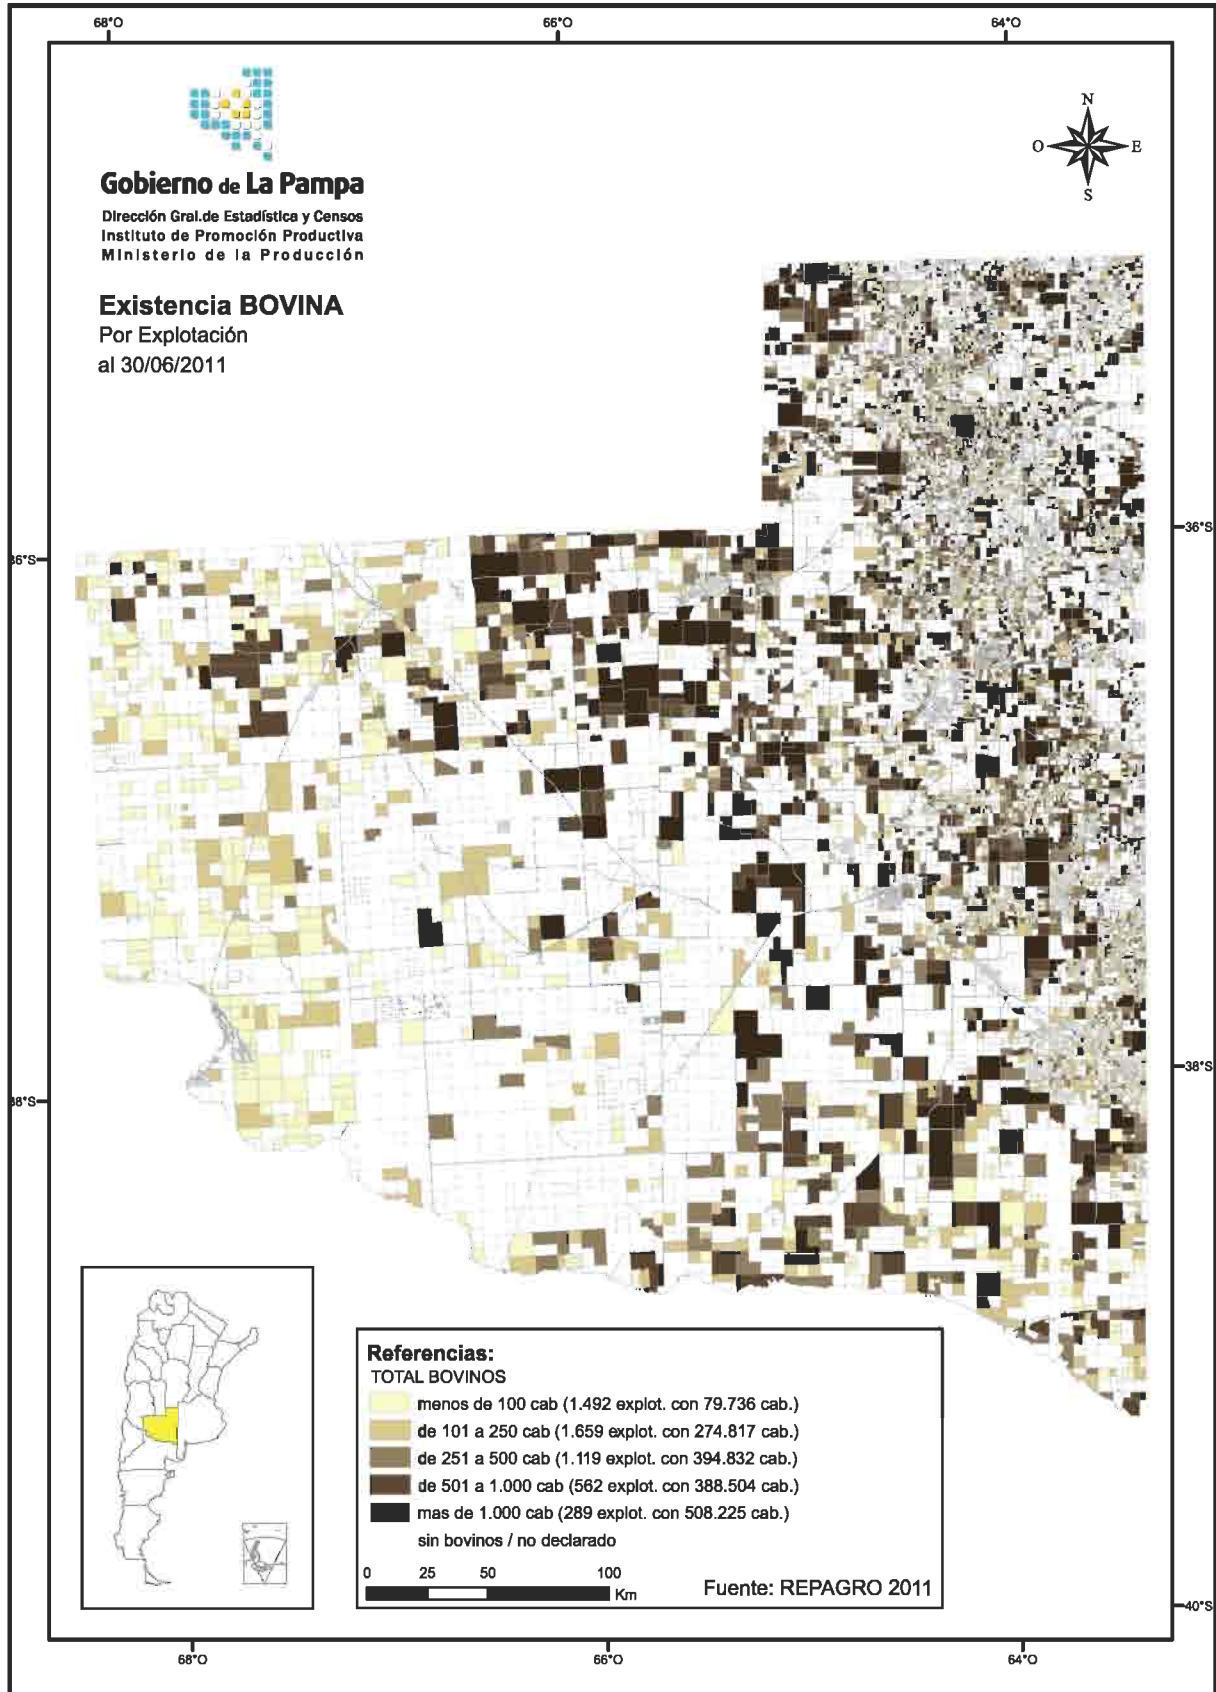 68°O 66°O 64°O
Gobierno de La Pampa
Dirección Gral.de Estadística y Censos
Instituto de Promoción Productiva
Ministerio de la Producción
Existencia BOVINA
Por Explotación
al 30/06/2011
N
O E
S
36°S
36°S
38°S
38°S
Referencias:
TOTAL BOVINOS
menos de 100 cab (1.492 explot. con 79.736 cab.)
de 101 a 250 cab (1.659 explot. con 274.817 cab.)
de 251 a 500 cab (1.119 explot. con 394.832 cab.)
de 501 a 1.000 cab (562 explot. con 388.504 cab.)
mas de 1.000 cab (289 explot. con 508.225 cab.)
sin bovinos / no declarado
0 25 50 100
Km
Fuente: REPAGRO 2011
40°S
68°O 66°O 64°O